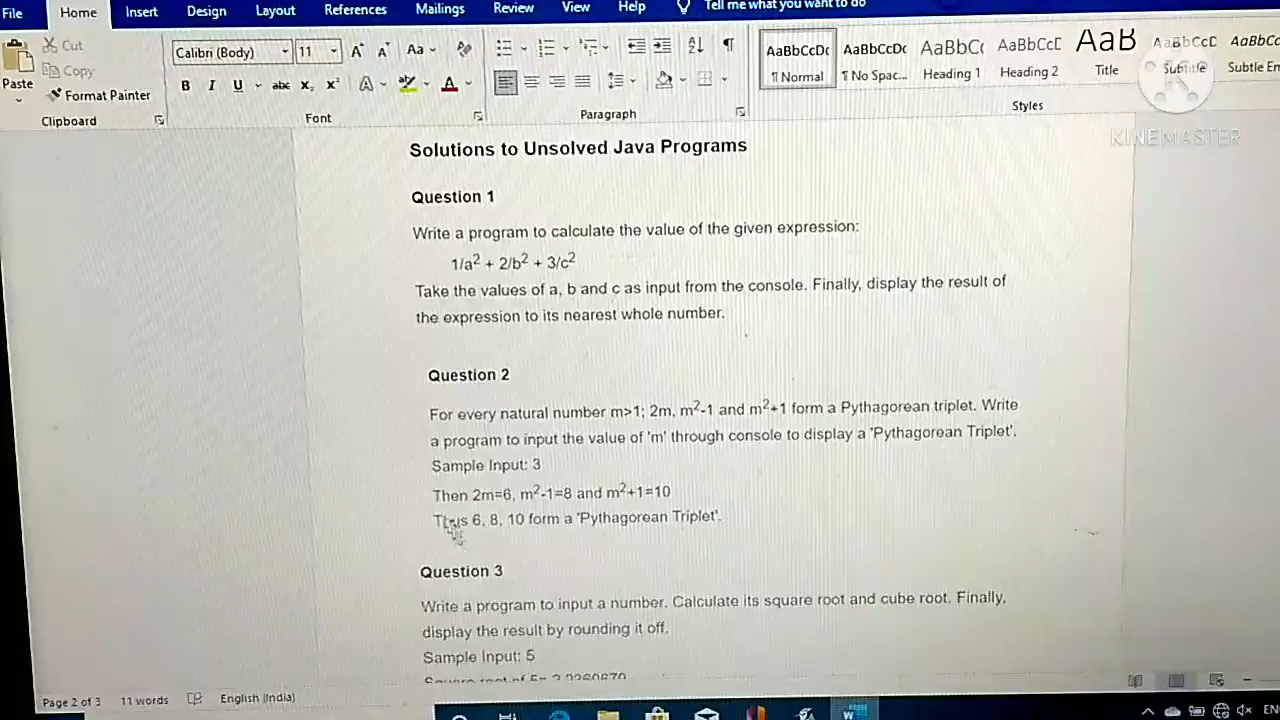 File Home Insert Design Layout References Mailings Review View Help Tell me what you want to do
Cut
Copy
Paste
Format Painter
Clipboard
Calibri (Body) 11
Font
Paragraph
AaBbCcDc AaBbCcDc AaBbC( AaBbCcD AaB AaBbCcD AaBbCc
¶ Normal ¶ No Spac... Heading 1 Heading 2 Title Subtitle Subtle Em
Styles
KINEMASTER
Solutions to Unsolved Java Programs
Question 1
Write a program to calculate the value of the given expression:
1/a² + 2/b² + 3/c²
Take the values of a, b and c as input from the console. Finally, display the result of
the expression to its nearest whole number.
Question 2
For every natural number m>1; 2m, m²-1 and m²+1 form a Pythagorean triplet. Write
a program to input the value of 'm' through console to display a 'Pythagorean Triplet'.
Sample Input: 3
Then 2m=6, m²-1=8 and m²+1=10
Thus 6, 8, 10 form a 'Pythagorean Triplet'.
Question 3
Write a program to input a number. Calculate its square root and cube root. Finally,
display the result by rounding it off.
Sample Input: 5
Page 2 of 3 11 words English (India)
EN